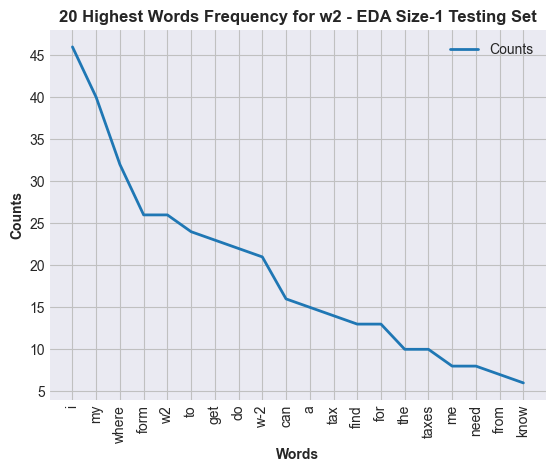 20 Highest Words Frequency for w2 - EDA Size-1 Testing Set
Counts
45
40
35
30
25
20
15
10
5
Counts
i
my
where
form
w2
to
get
do
w-2
can
a
tax
find
for
the
taxes
me
need
from
know
Words